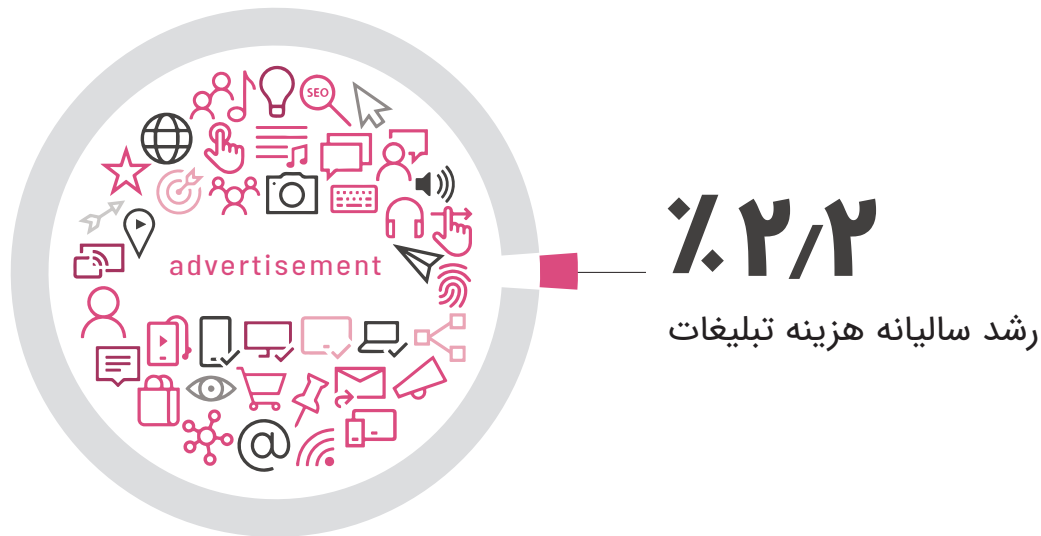 SEO
advertisement
@
٪۲٫۲
رشد سالیانه هزینه تبلیغات